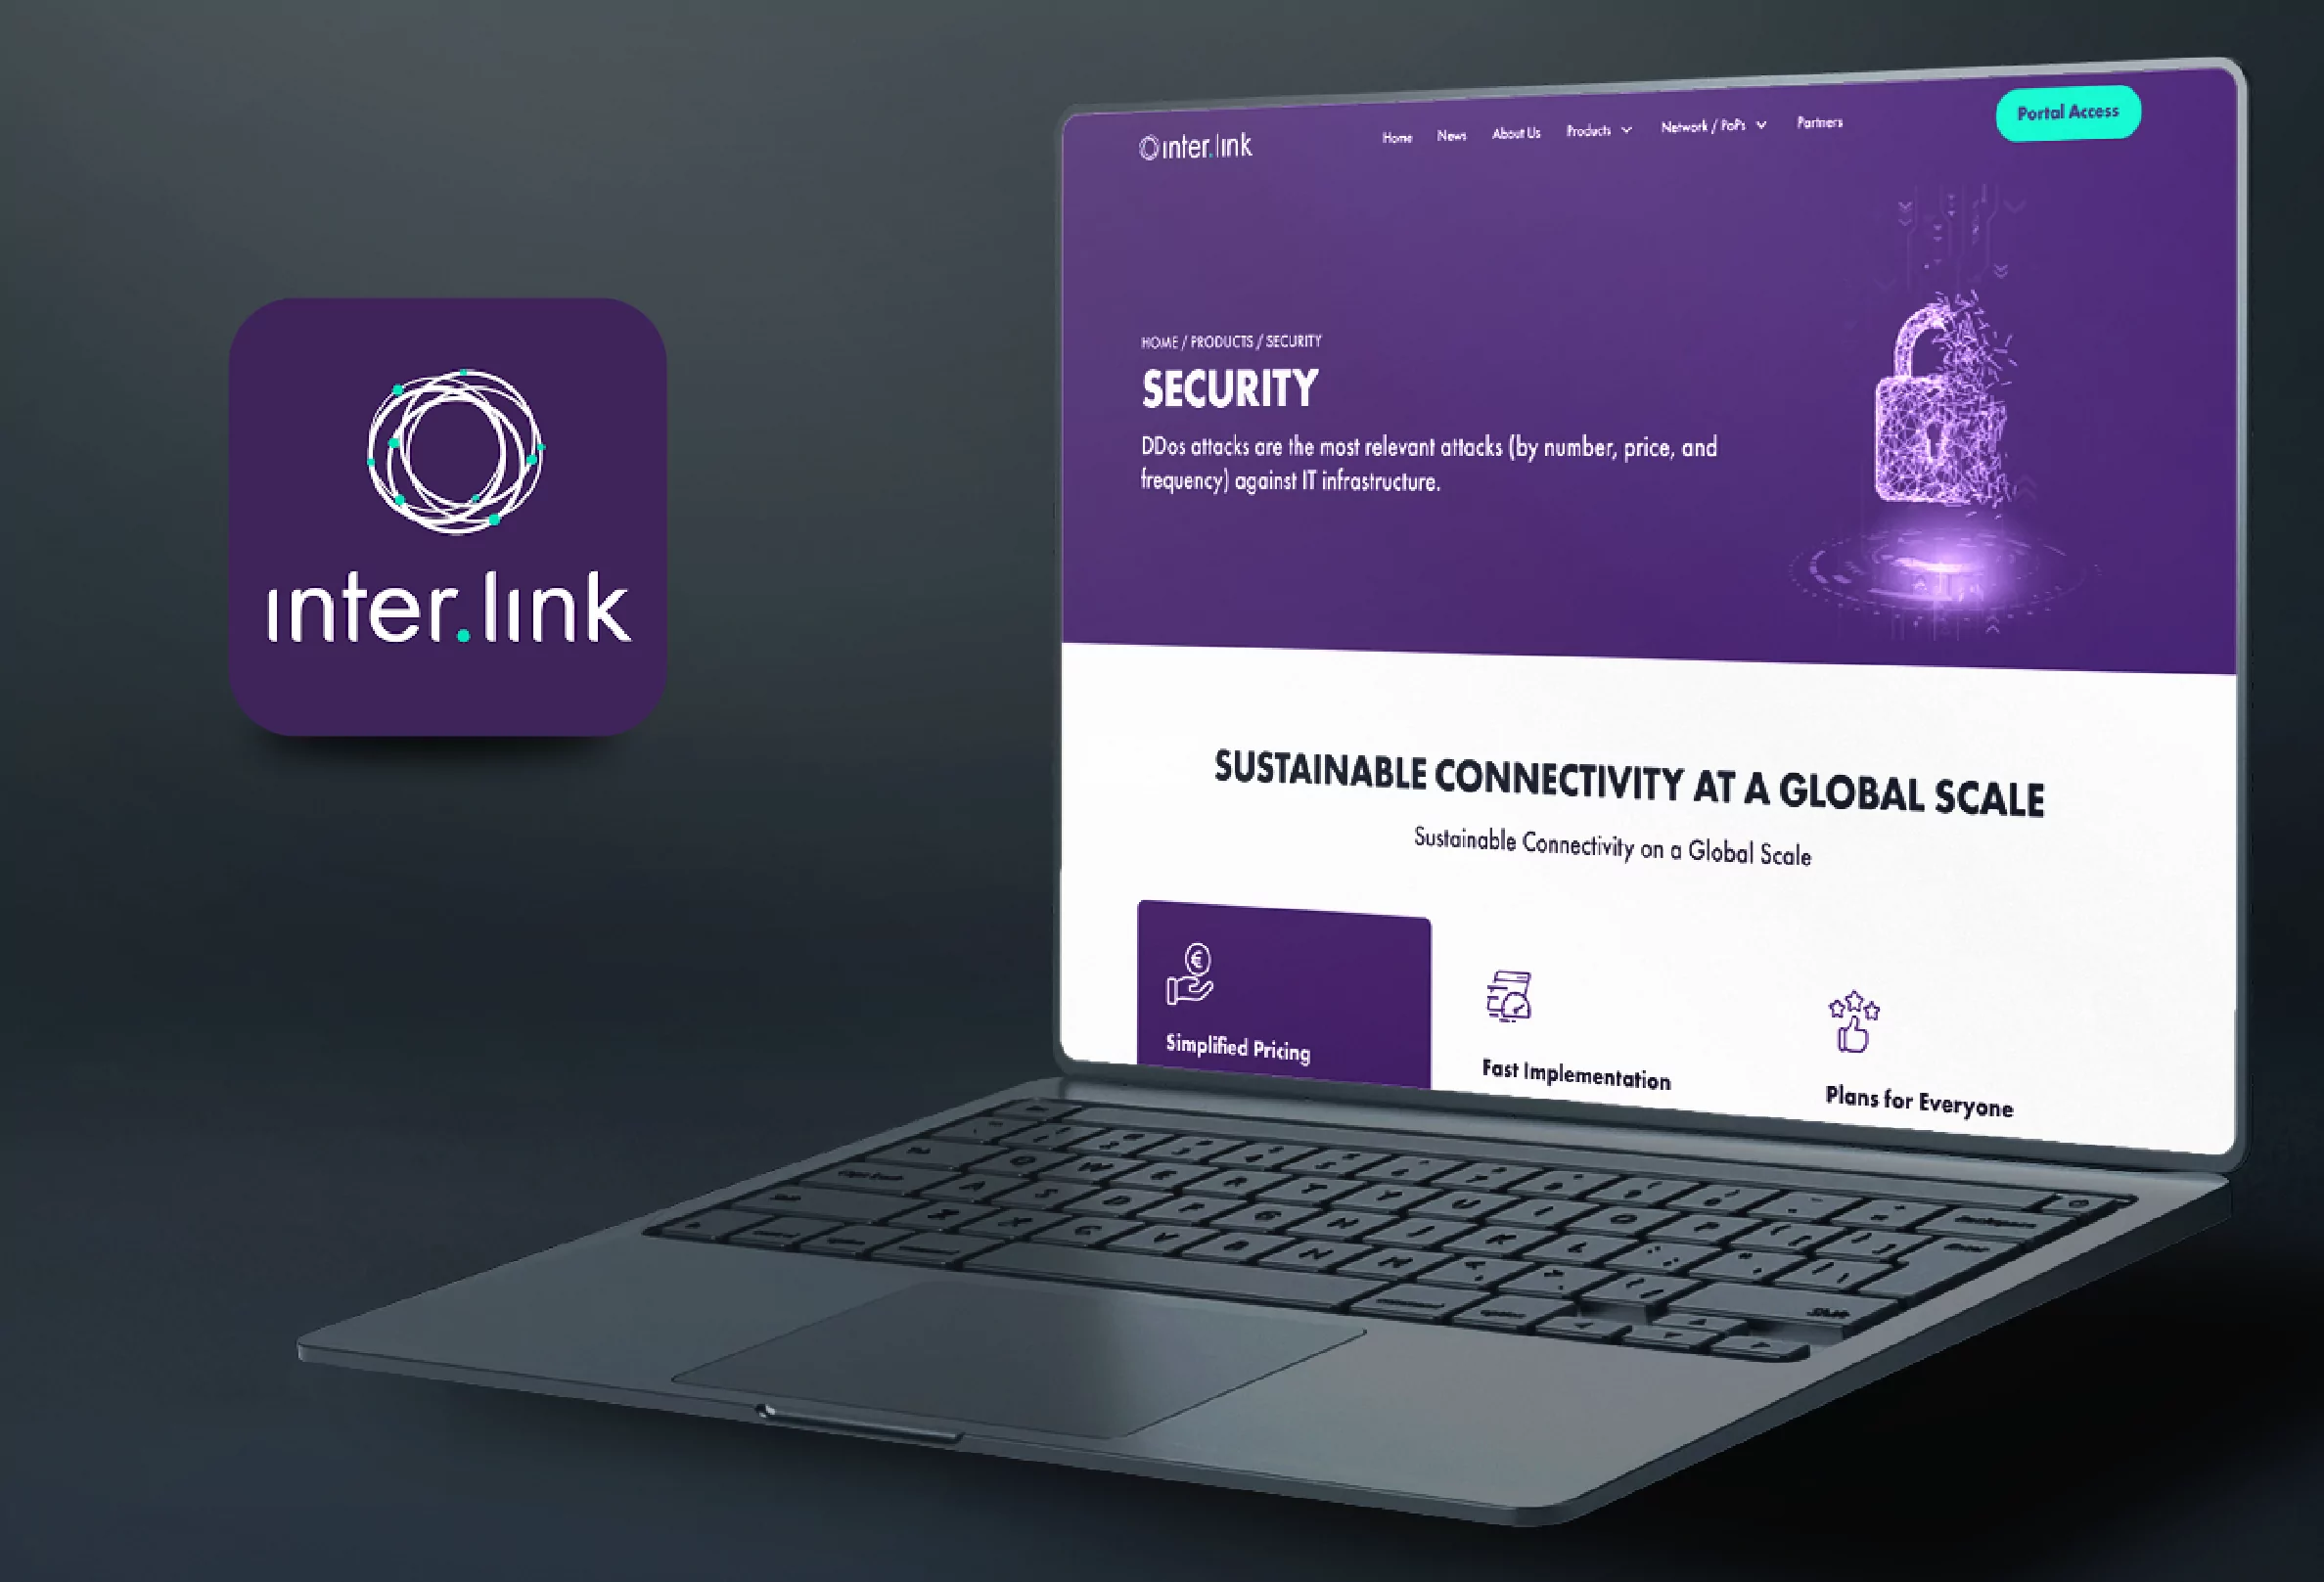 inter.link
inter.link
Home News About Us Products Network / PoPs Partners
Portal Access
HOME / PRODUCTS / SECURITY
SECURITY
DDos attacks are the most relevant attacks (by number, price, and
frequency) against IT infrastructure.
SUSTAINABLE CONNECTIVITY AT A GLOBAL SCALE
Sustainable Connectivity on a Global Scale
€
Simplified Pricing
Fast Implementation
Plans for Everyone